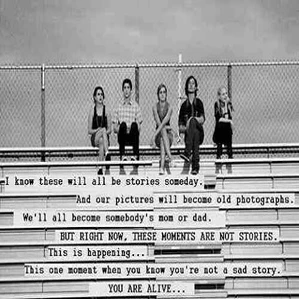 I know these will all be stories someday.
And our pictures will become old photographs.
We'll all become somebody's mom or dad.
BUT RIGHT NOW, THESE MOMENTS ARE NOT STORIES.
This is happening...
This one moment when you know you're not a sad story.
YOU ARE ALIVE...